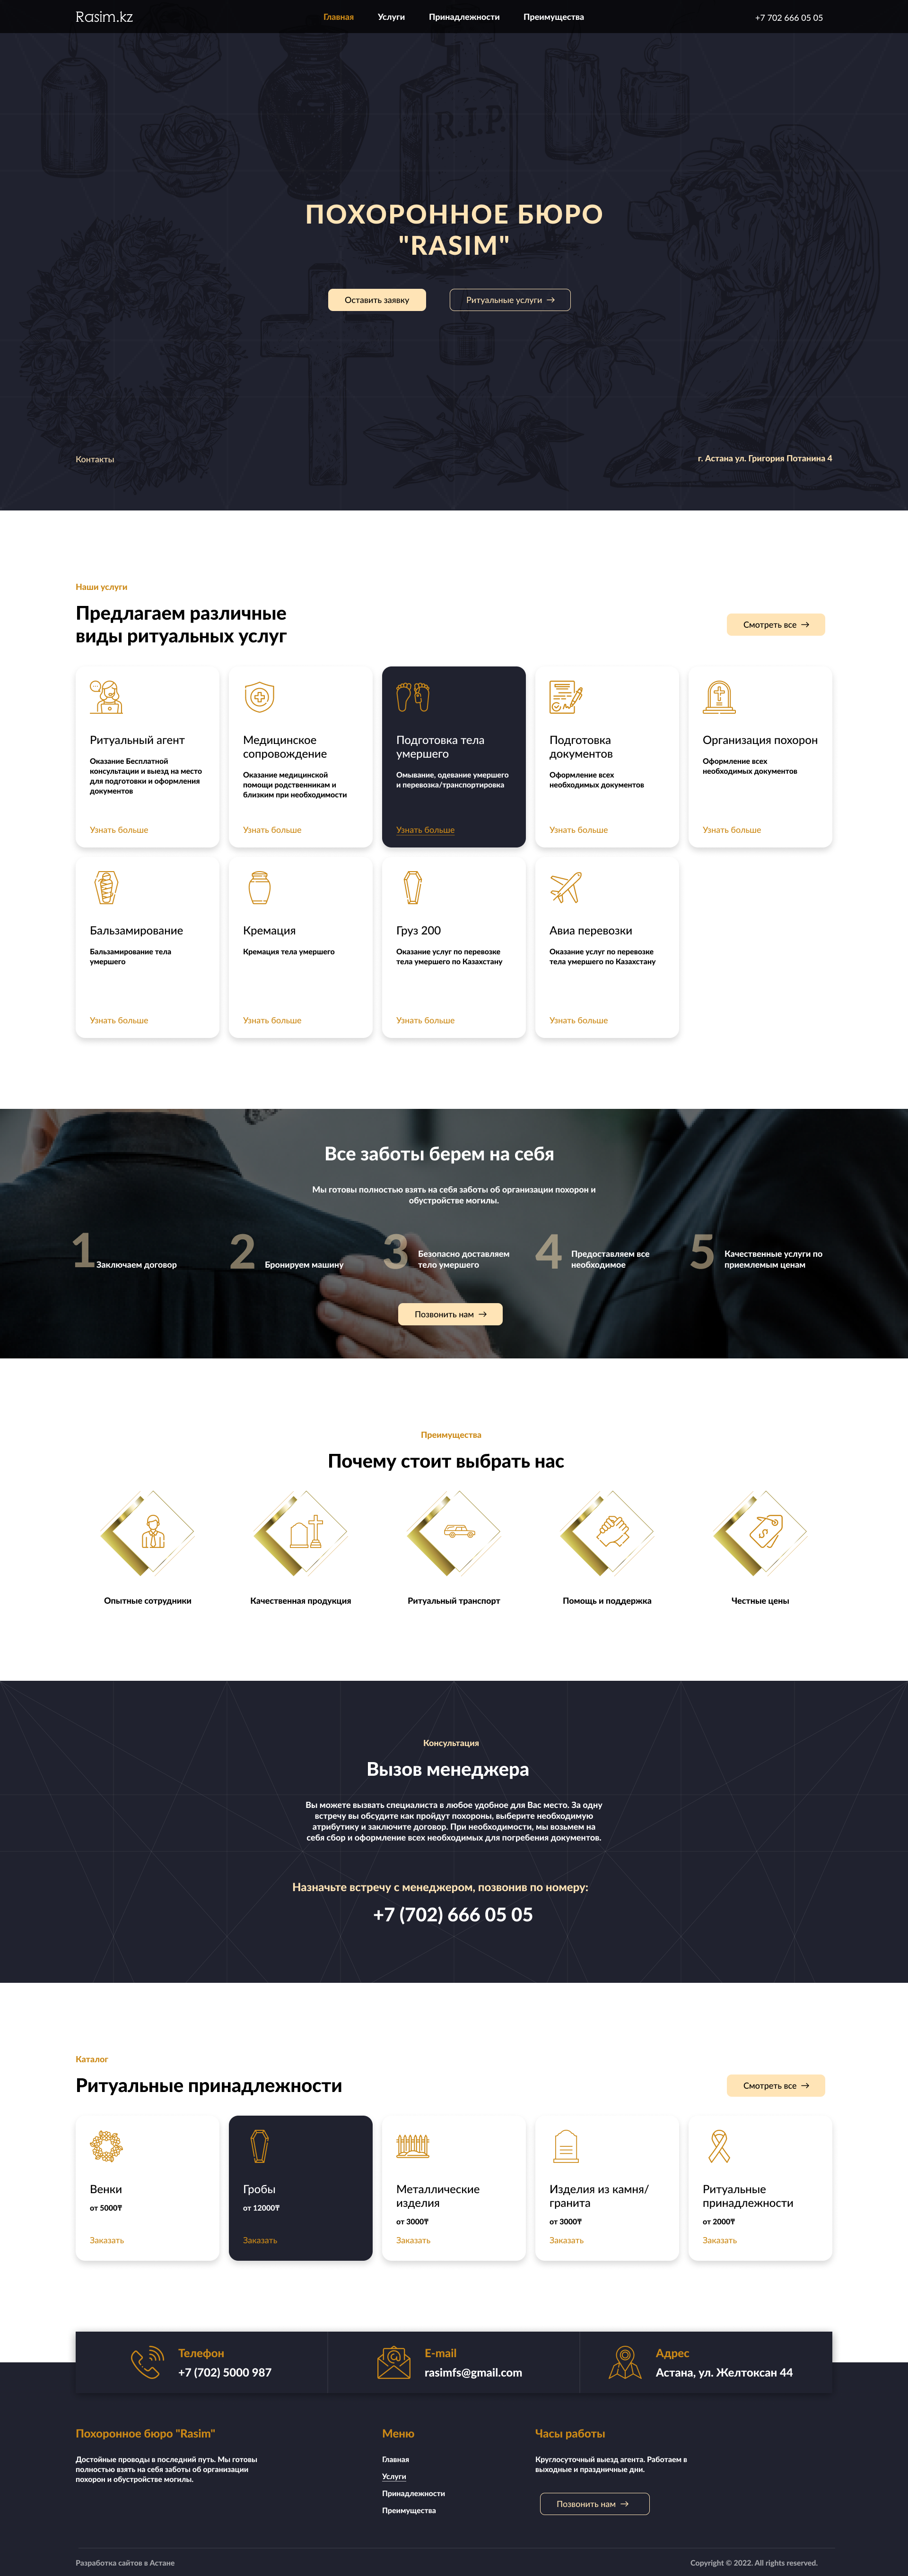 Rasim.kz
Главная
Услуги
Принадлежности
Преимущества
+7 702 666 05 05
R.I.P.
ПОХОРОННОЕ БЮРО
"RASIM"
Оставить заявку
Ритуальные услуги →
Контакты
г. Астана ул. Григория Потанина 4
Наши услуги
Предлагаем различные
виды ритуальных услуг
Смотреть все →
Ритуальный агент
Оказание Бесплатной
консультации и выезд на место
для подготовки и оформления
документов
Узнать больше
Медицинское
сопровождение
Оказание медицинской
помощи родственникам и
близким при необходимости
Узнать больше
Подготовка тела
умершего
Омывание, одевание умершего
и перевозка/транспортировка
Узнать больше
Подготовка
документов
Оформление всех
необходимых документов
Узнать больше
Организация похорон
Оформление всех
необходимых документов
Узнать больше
Бальзамирование
Бальзамирование тела
умершего
Узнать больше
Кремация
Кремация тела умершего
Узнать больше
Груз 200
Оказание услуг по перевозке
тела умершего по Казахстану
Узнать больше
Авиа перевозки
Оказание услуг по перевозке
тела умершего по Казахстану
Узнать больше
Все заботы берем на себя
Мы готовы полностью взять на себя заботы об организации похорон и
обустройстве могилы.
1 Заключаем договор
2 Бронируем машину
3 Безопасно доставляем
тело умершего
4 Предоставляем все
необходимое
5 Качественные услуги по
приемлемым ценам
Позвонить нам →
Преимущества
Почему стоит выбрать нас
Опытные сотрудники
Качественная продукция
Ритуальный транспорт
Помощь и поддержка
Честные цены
Консультация
Вызов менеджера
Вы можете вызвать специалиста в любое удобное для Вас место. За одну
встречу вы обсудите как пройдут похороны, выберите необходимую
атрибутику и заключите договор. При необходимости, мы возьмем на
себя сбор и оформление всех необходимых для погребения документов.
Назначьте встречу с менеджером, позвонив по номеру:
+7 (702) 666 05 05
Каталог
Ритуальные принадлежности
Смотреть все →
Венки
от 5000₸
Заказать
Гробы
от 12000₸
Заказать
Металлические
изделия
от 3000₸
Заказать
Изделия из камня/
гранита
от 3000₸
Заказать
Ритуальные
принадлежности
от 2000₸
Заказать
Телефон
+7 (702) 5000 987
E-mail
rasimfs@gmail.com
Адрес
Астана, ул. Желтоксан 44
Похоронное бюро "Rasim"
Достойные проводы в последний путь. Мы готовы
полностью взять на себя заботы об организации
похорон и обустройстве могилы.
Меню
Главная
Услуги
Принадлежности
Преимущества
Часы работы
Круглосуточный выезд агента. Работаем в
выходные и праздничные дни.
Позвонить нам →
Разработка сайтов в Астане
Copyright © 2022. All rights reserved.